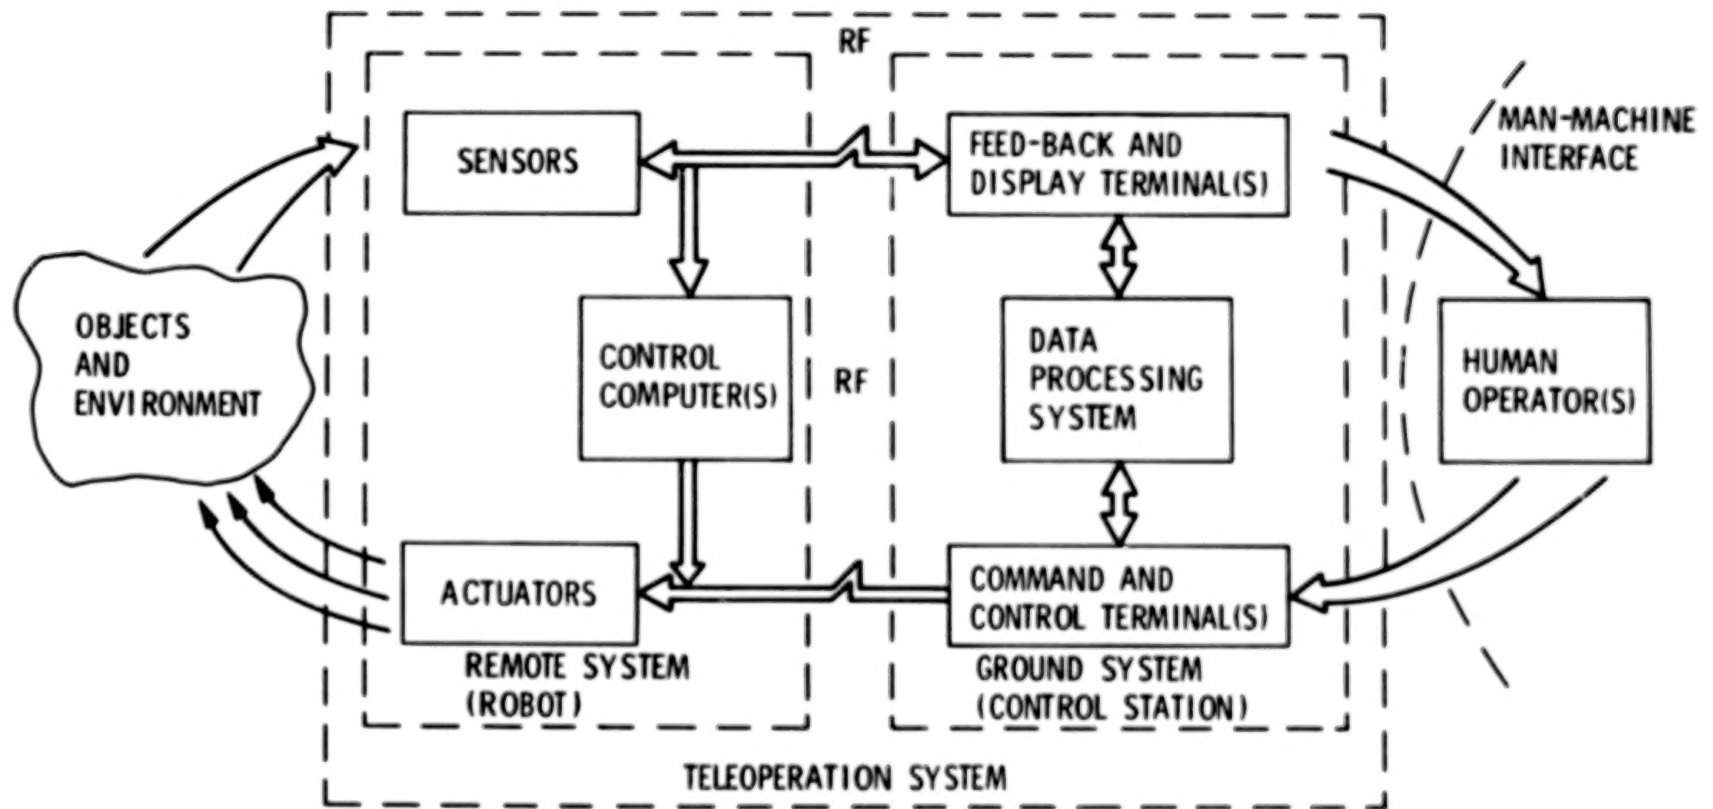 RF
MAN-MACHINE
INTERFACE
SENSORS
FEED-BACK AND
DISPLAY TERMINAL(S)
OBJECTS
AND
ENVIRONMENT
CONTROL
COMPUTER(S)
RF
DATA
PROCESSING
SYSTEM
HUMAN
OPERATOR(S)
ACTUATORS
COMMAND AND
CONTROL TERMINAL(S)
REMOTE SYSTEM
(ROBOT)
GROUND SYSTEM
(CONTROL STATION)
TELEOPERATION SYSTEM